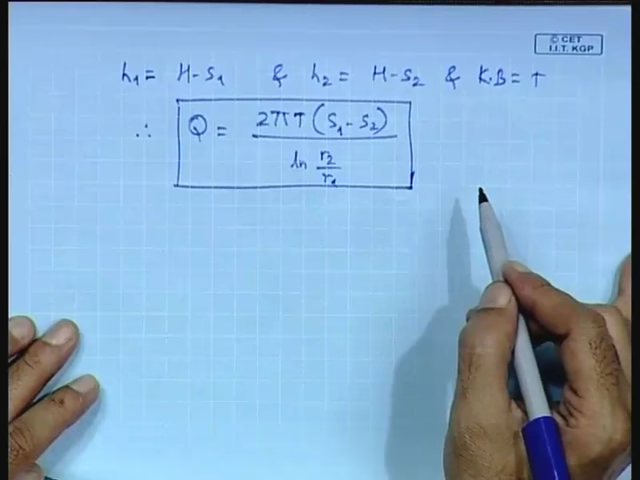 © CET
I.I.T. KGP
h₁ = H-S₁ & h₂ = H-S₂ & K.B = T
∴ Q = 2πT (S₁-S₂) / ln r₂/r₁